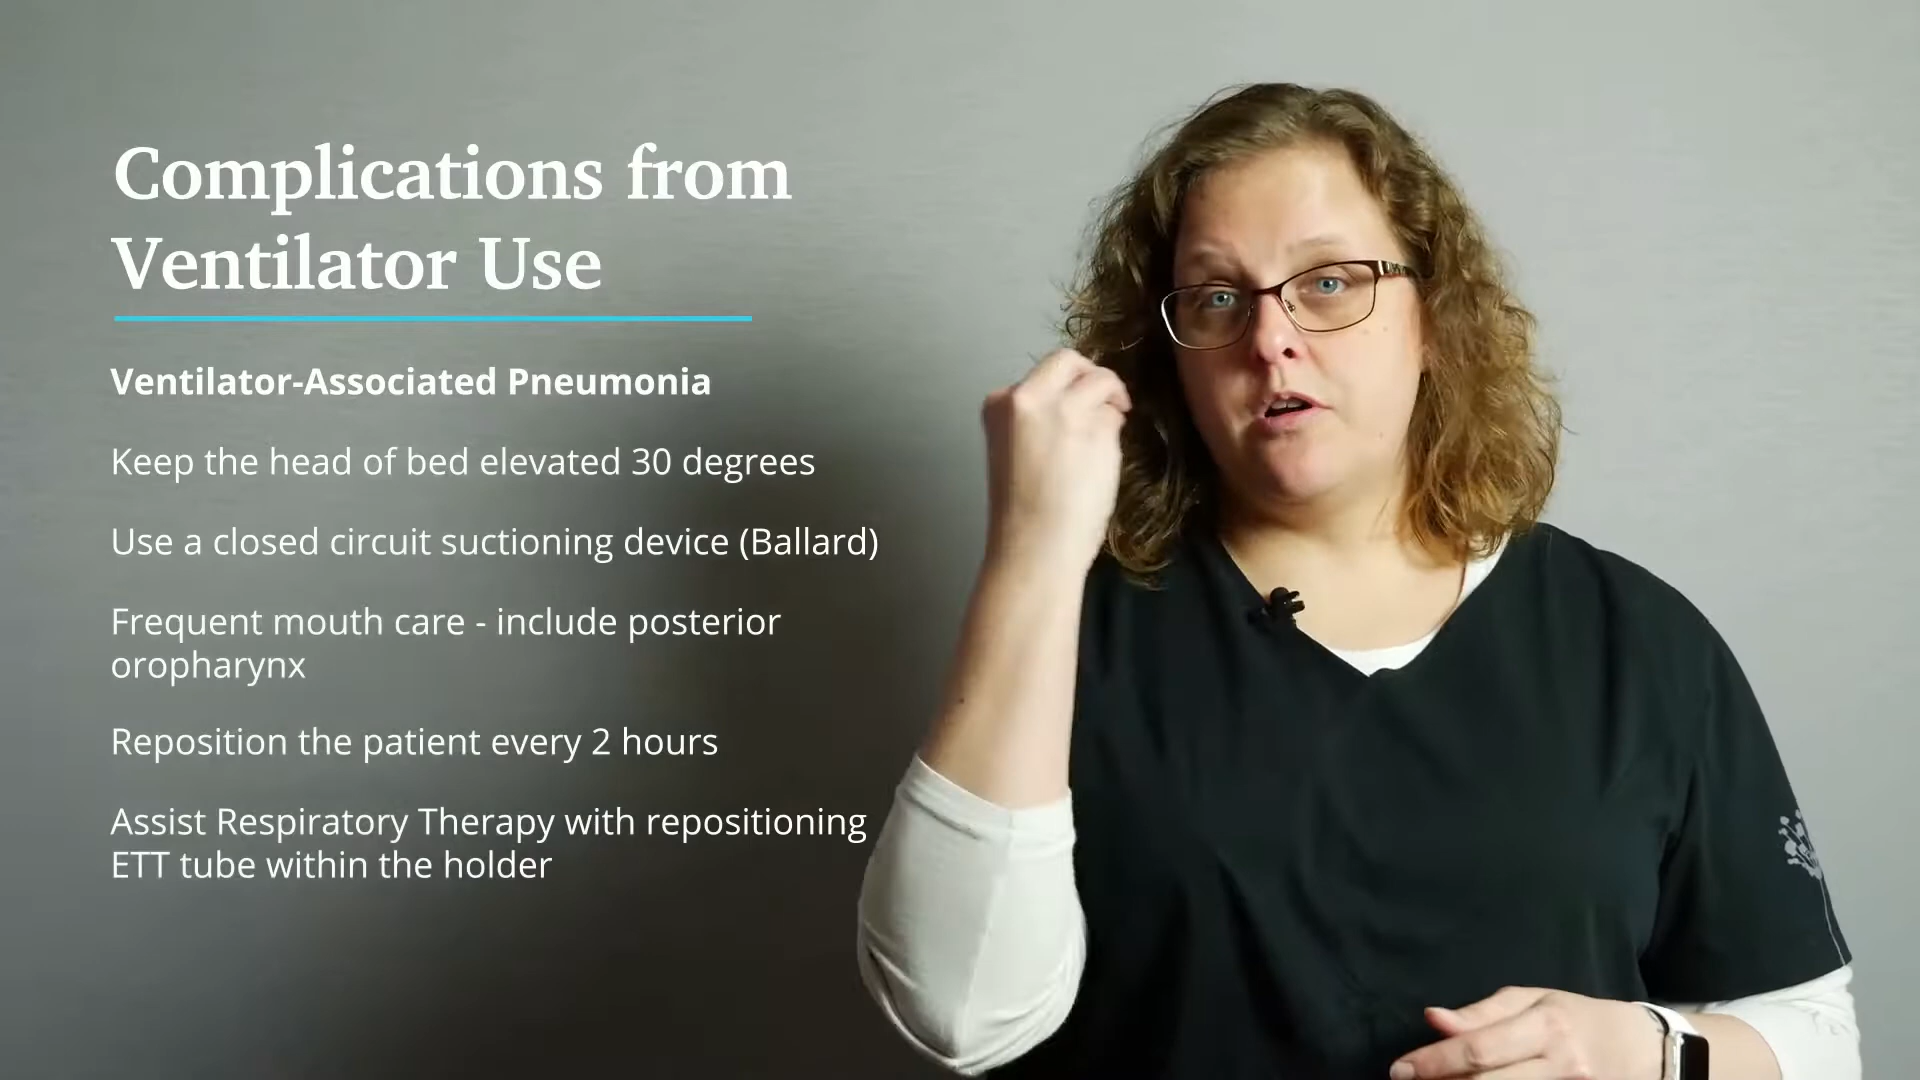 Complications from
Ventilator Use
Ventilator-Associated Pneumonia
Keep the head of bed elevated 30 degrees
Use a closed circuit suctioning device (Ballard)
Frequent mouth care - include posterior
oropharynx
Reposition the patient every 2 hours
Assist Respiratory Therapy with repositioning
ETT tube within the holder